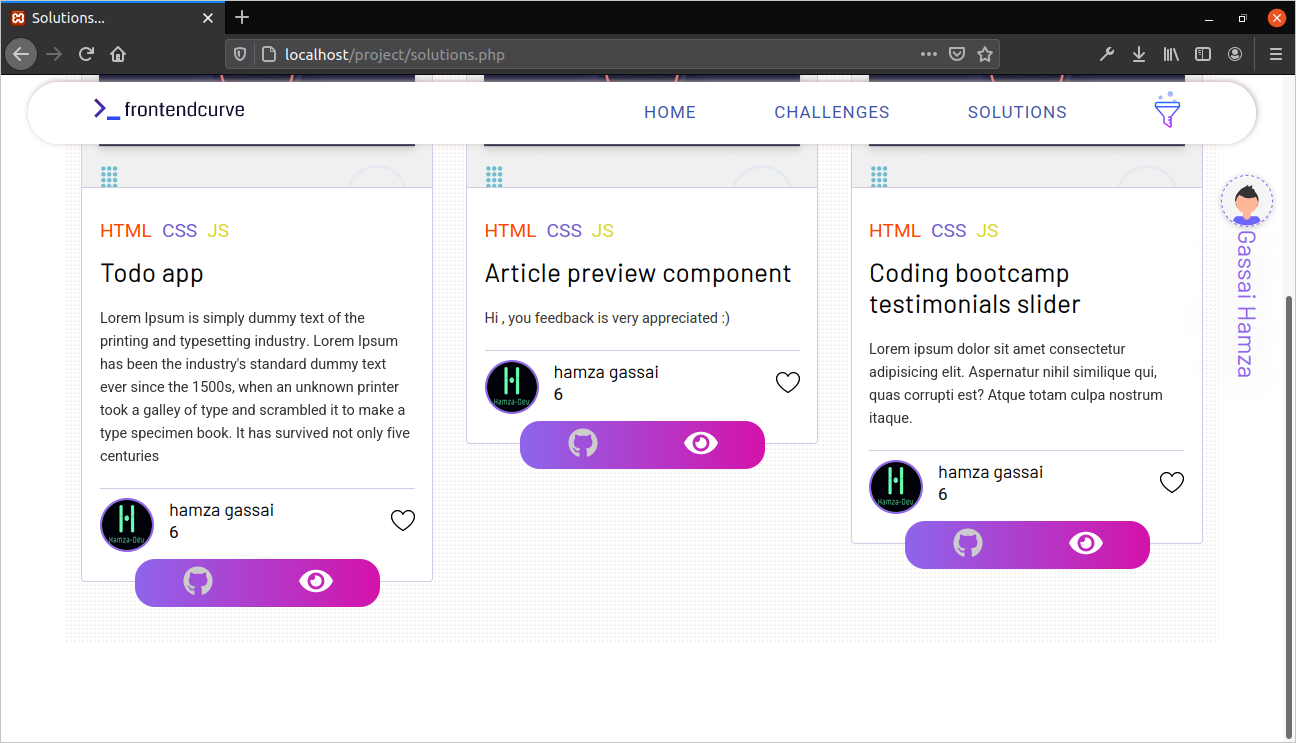 Solutions...
localhost/project/solutions.php
frontendcurve
HOME
CHALLENGES
SOLUTIONS
Gassai Hamza
HTML CSS JS
Todo app
Lorem Ipsum is simply dummy text of the
printing and typesetting industry. Lorem Ipsum
has been the industry's standard dummy text
ever since the 1500s, when an unknown printer
took a galley of type and scrambled it to make a
type specimen book. It has survived not only five
centuries
H
Hamza-Dev
hamza gassai
6
HTML CSS JS
Article preview component
Hi , you feedback is very appreciated :)
H
Hamza-Dev
hamza gassai
6
HTML CSS JS
Coding bootcamp
testimonials slider
Lorem ipsum dolor sit amet consectetur
adipisicing elit. Aspernatur nihil similique qui,
quas corrupti est? Atque totam culpa nostrum
itaque.
H
Hamza-Dev
hamza gassai
6